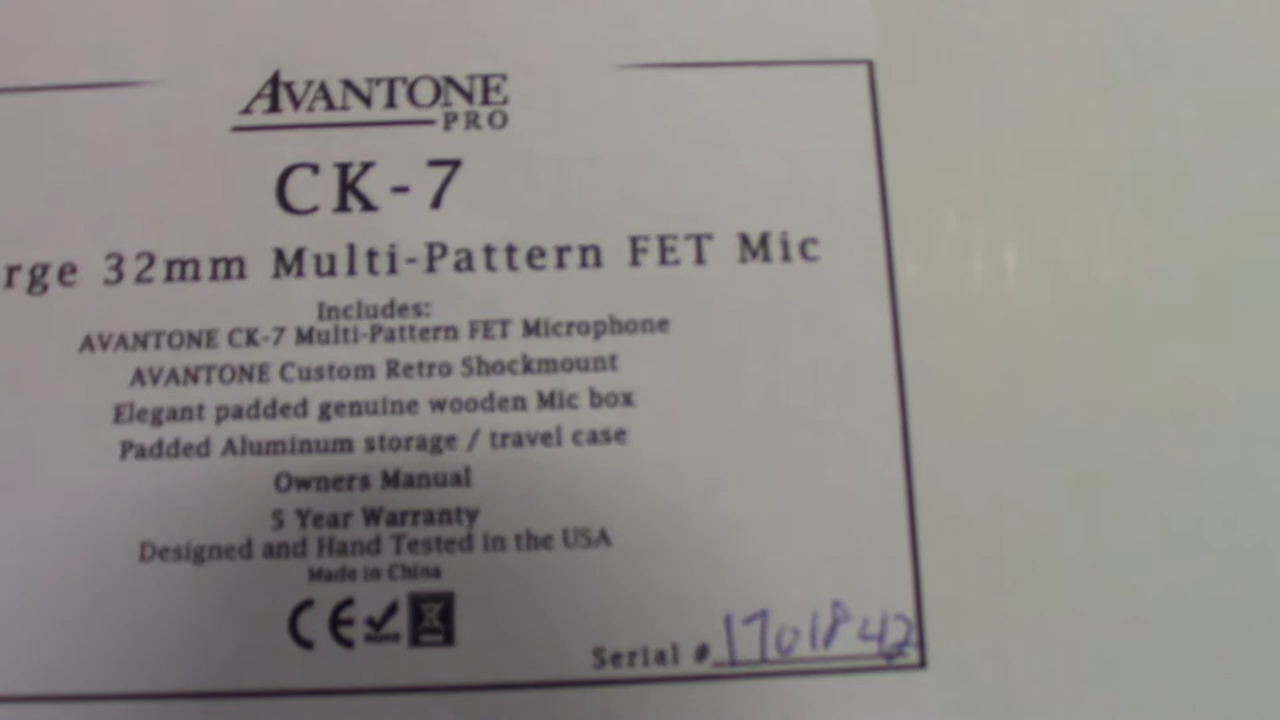 AVANTONE
PRO
CK-7
rge 32mm Multi-Pattern FET Mic
Includes:
AVANTONE CK-7 Multi-Pattern FET Microphone
AVANTONE Custom Retro Shockmount
Elegant padded genuine wooden Mic box
Padded Aluminum storage / travel case
Owners Manual
5 Year Warranty
Designed and Hand Tested in the USA
Made in China
CE
Serial # 1701842